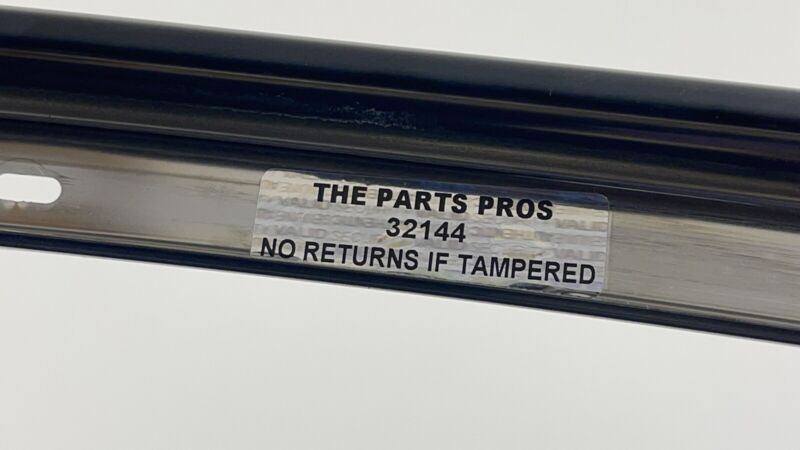 THE PARTS PROS
32144
NO RETURNS IF TAMPERED